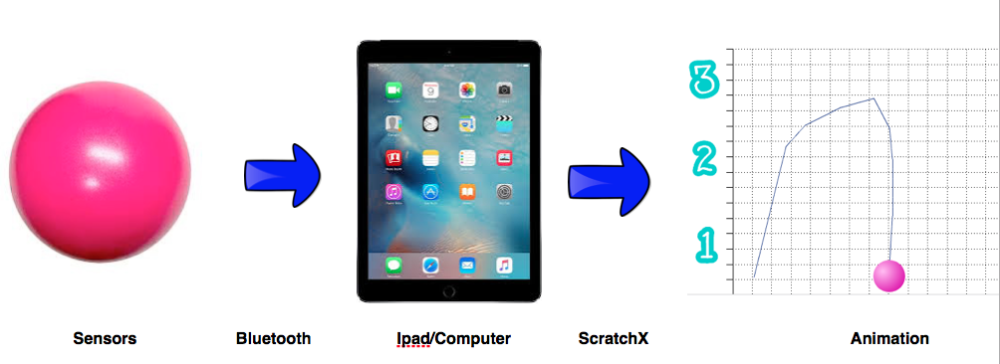 3
2
1
Sensors
Bluetooth
Ipad/Computer
ScratchX
Animation